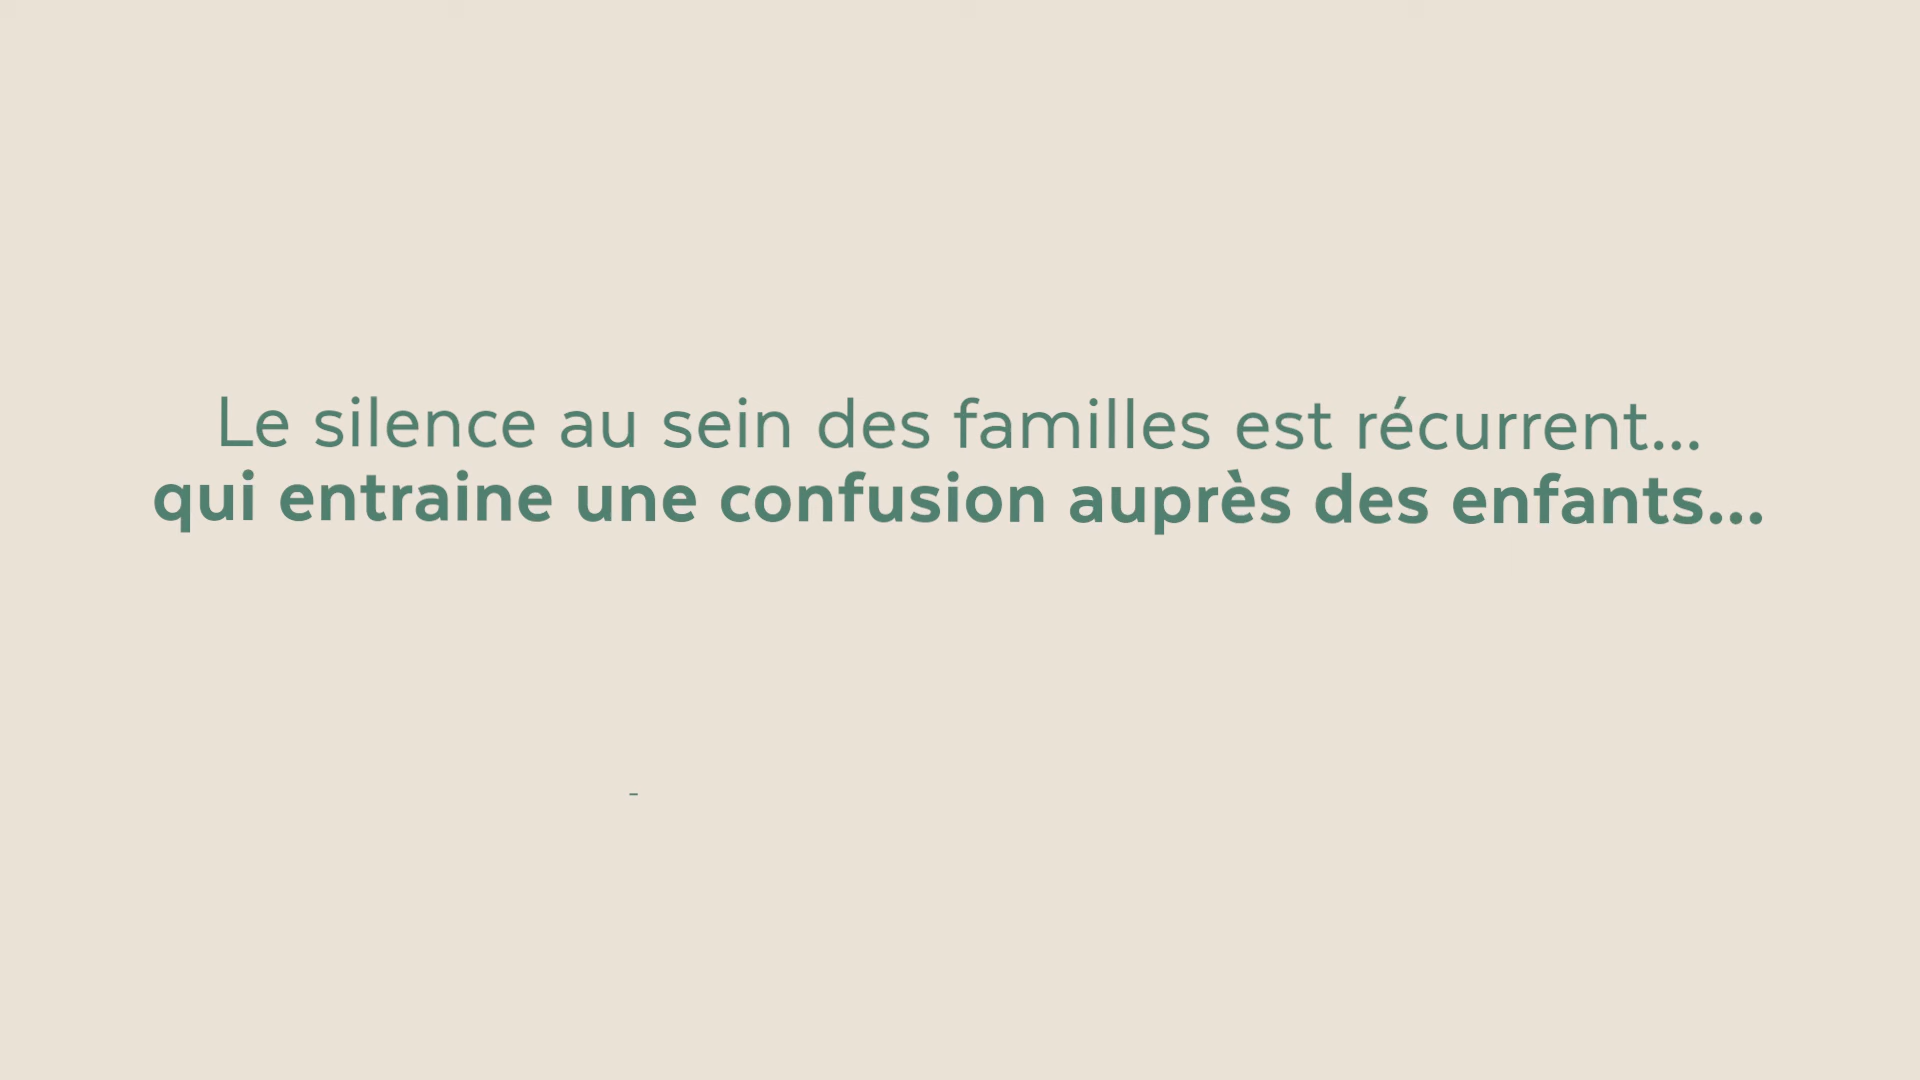 Le silence au sein des familles est récurrent...
qui entraine une confusion auprès des enfants...
-